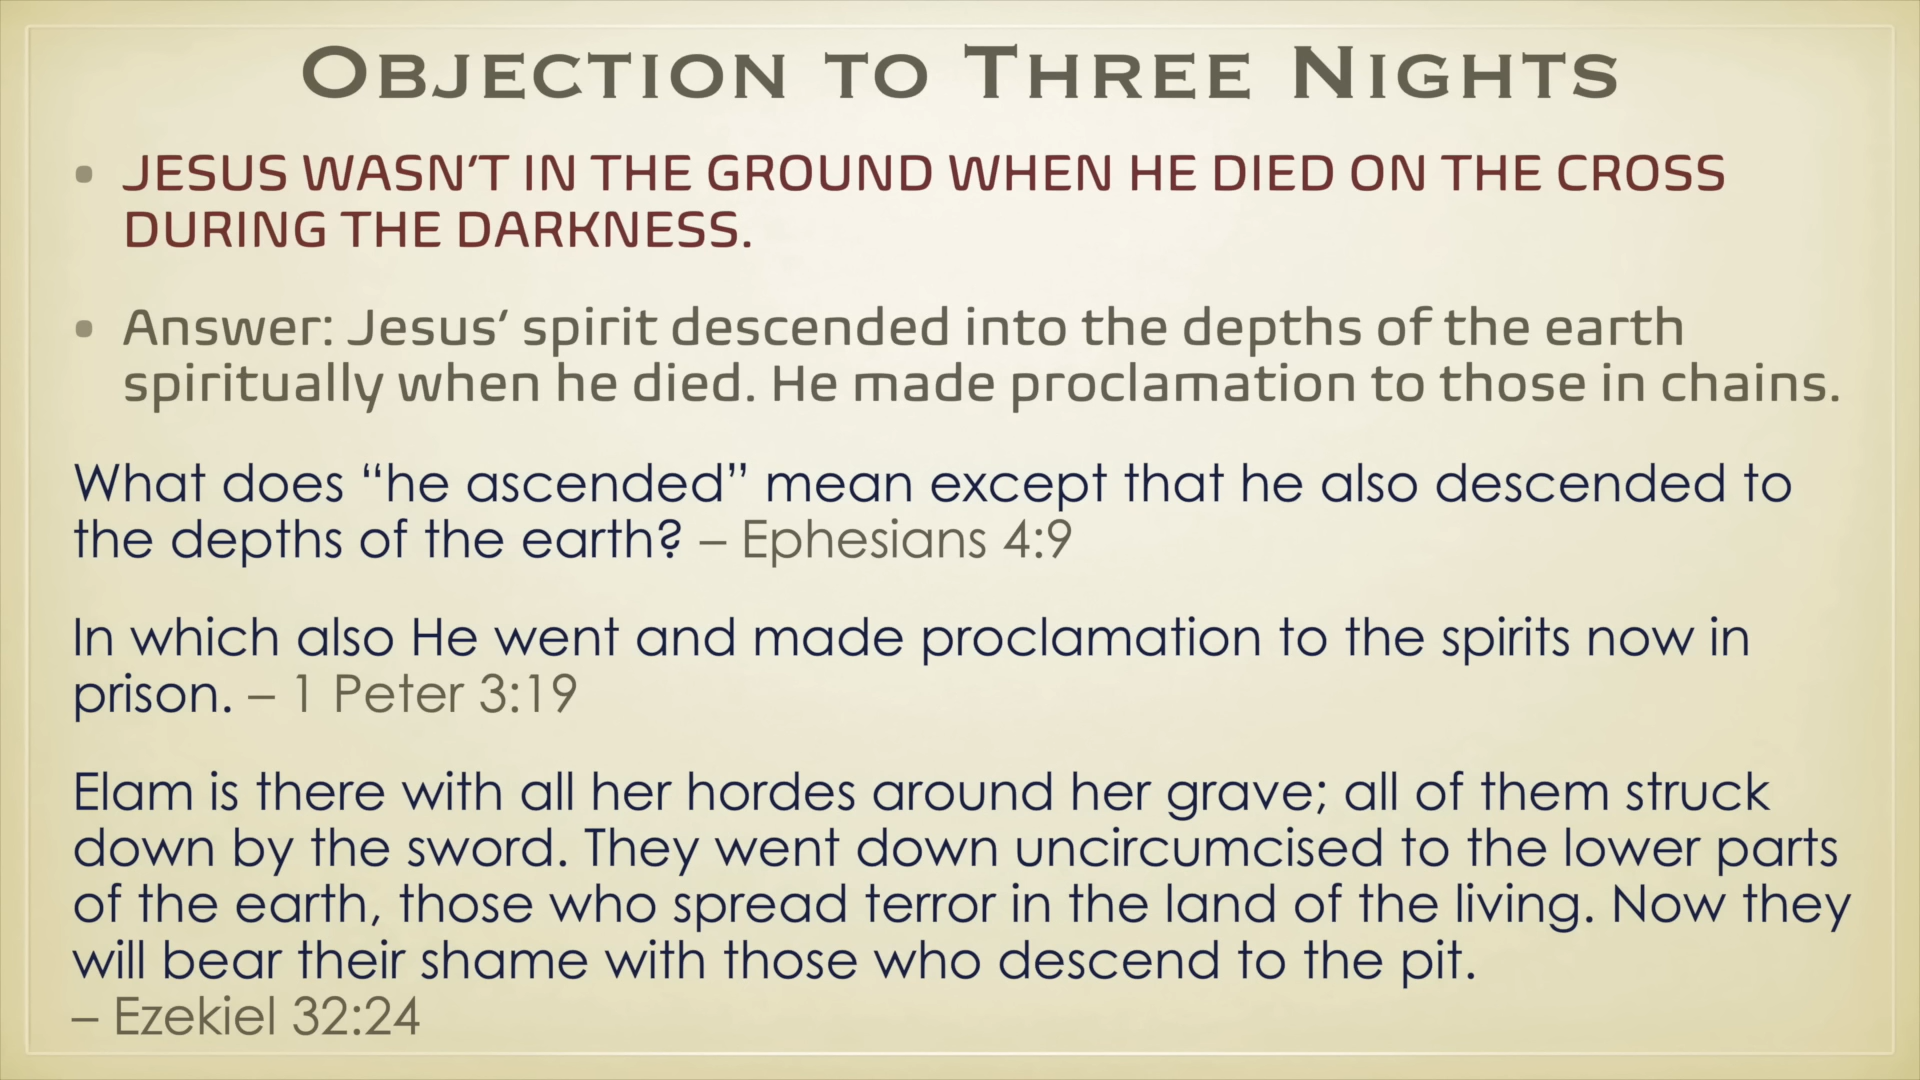 Objection to Three Nights
• JESUS WASN’T IN THE GROUND WHEN HE DIED ON THE CROSS
DURING THE DARKNESS.
• Answer: Jesus’ spirit descended into the depths of the earth
spiritually when he died. He made proclamation to those in chains.
What does “he ascended” mean except that he also descended to
the depths of the earth? – Ephesians 4:9
In which also He went and made proclamation to the spirits now in
prison. – 1 Peter 3:19
Elam is there with all her hordes around her grave; all of them struck
down by the sword. They went down uncircumcised to the lower parts
of the earth, those who spread terror in the land of the living. Now they
will bear their shame with those who descend to the pit.
– Ezekiel 32:24